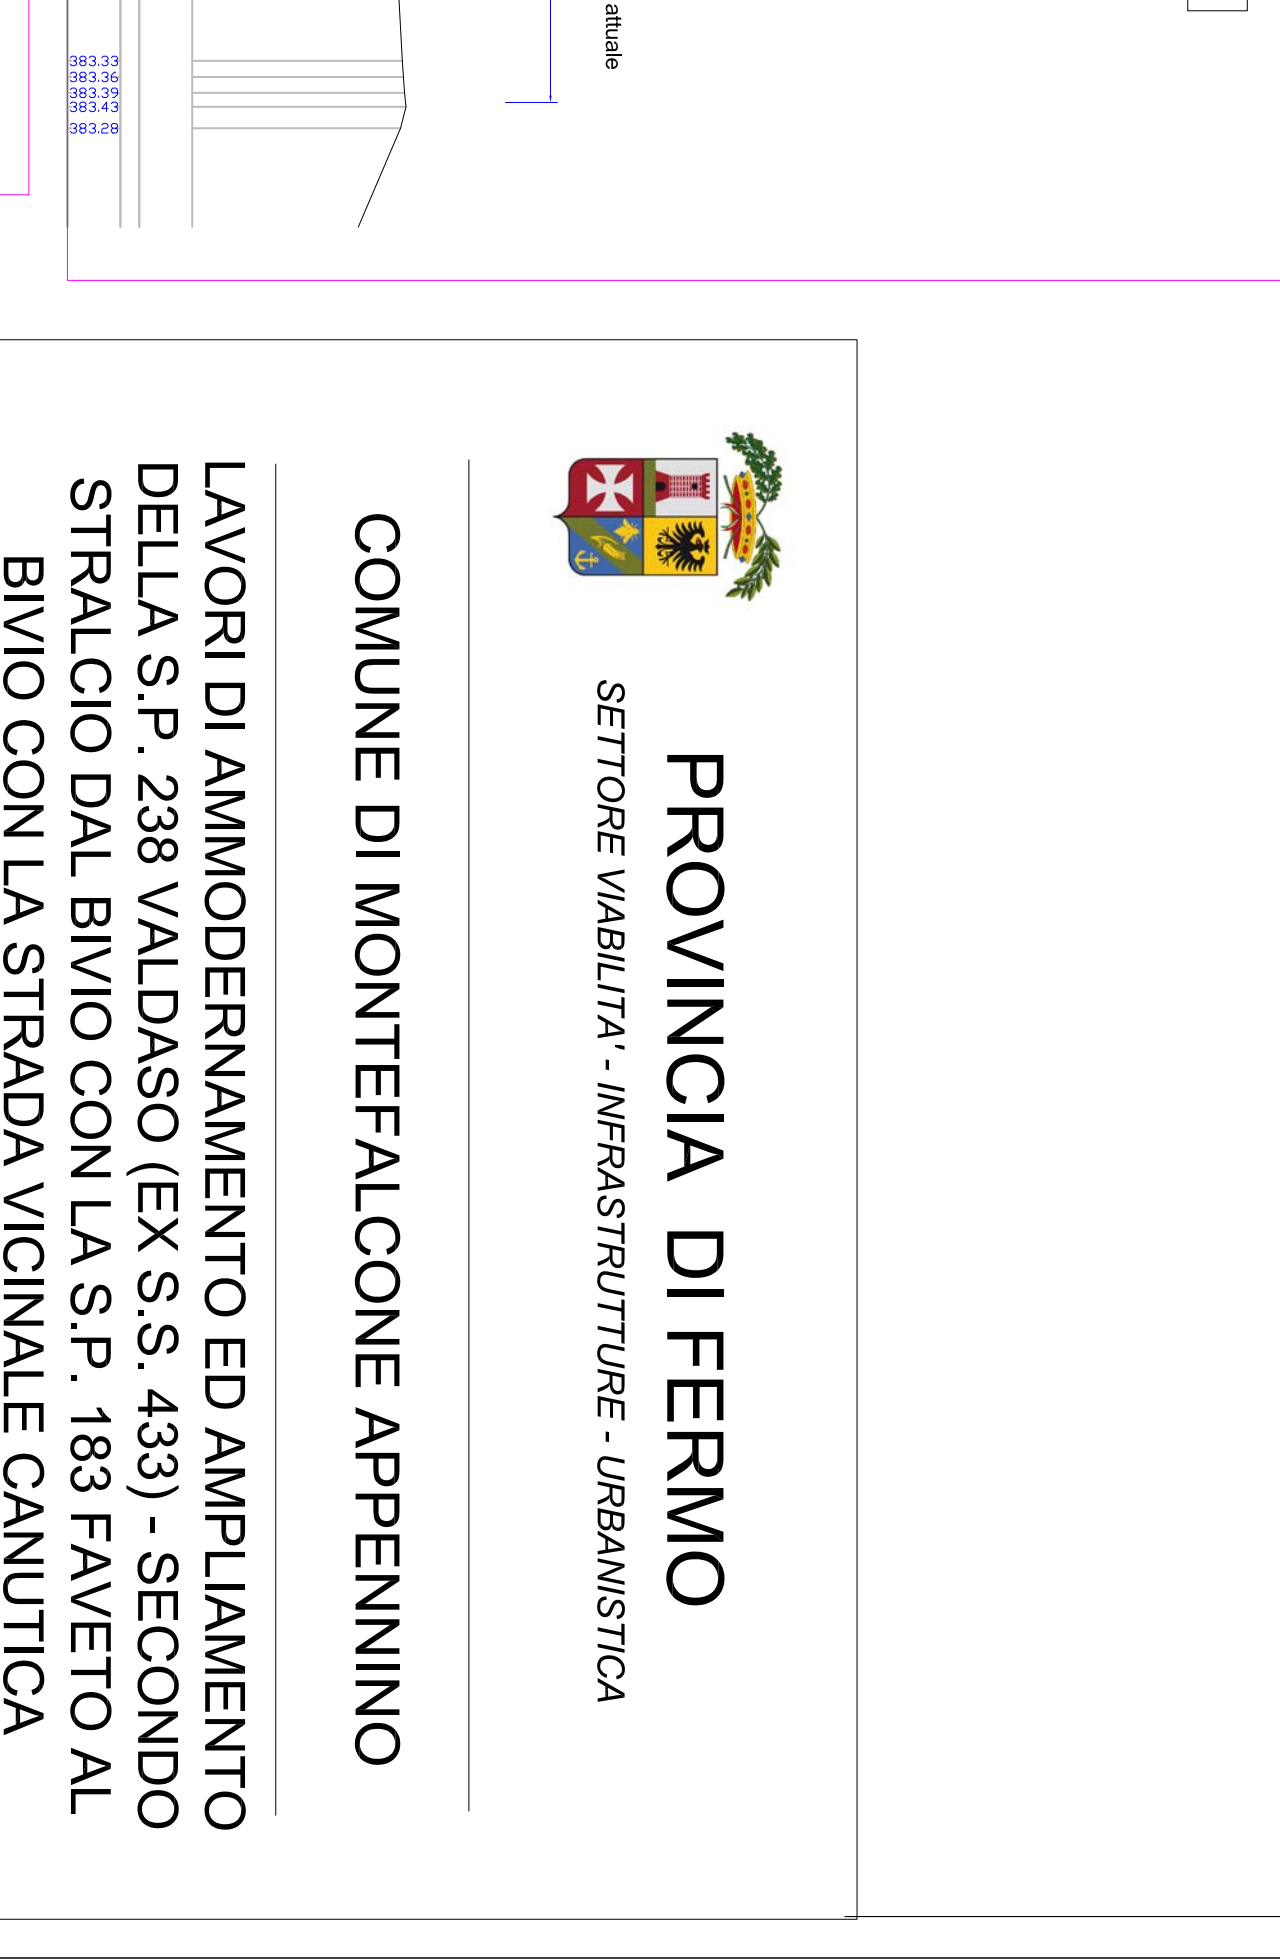 attuale
383.33
383.36
383.39
383.43
383.28
PROVINCIA DI FERMO
SETTORE VIABILITA' - INFRASTRUTTURE - URBANISTICA
COMUNE DI MONTEFALCONE APPENNINO
LAVORI DI AMMODERNAMENTO ED AMPLIAMENTO
DELLA S.P. 238 VALDASO (EX S.S. 433) - SECONDO
STRALCIO DAL BIVIO CON LA S.P. 183 FAVETO AL
BIVIO CON LA STRADA VICINALE CANUTICA